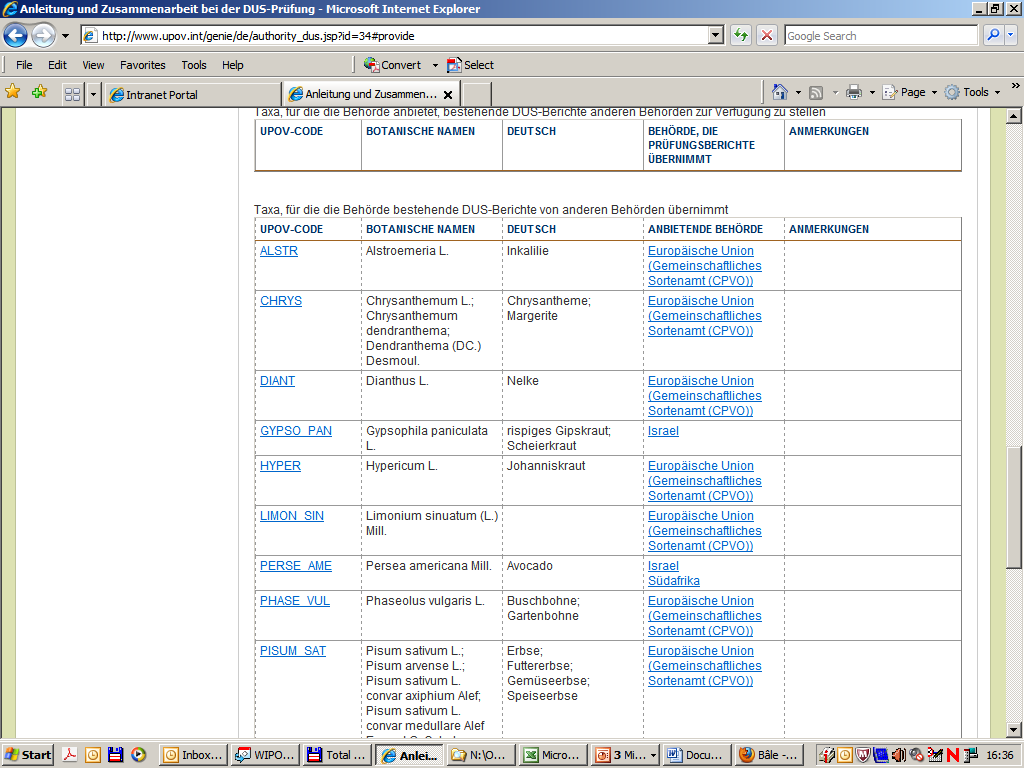 Anleitung und Zusammenarbeit bei der DUS-Prüfung - Microsoft Internet Explorer
http://www.upov.int/genie/de/authority_dus.jsp?id=34#provide
Google Search
File Edit View Favorites Tools Help
Convert Select
Intranet Portal
Anleitung und Zusammen...
Page Tools
Taxa, für die die Behörde anbietet, bestehende DUS-Berichte anderen Behörden zur Verfügung zu stellen
UPOV-CODE BOTANISCHE NAMEN DEUTSCH BEHÖRDE, DIE ANMERKUNGEN
PRÜFUNGSBERICHTE
ÜBERNIMMT
Taxa, für die die Behörde bestehende DUS-Berichte von anderen Behörden übernimmt
UPOV-CODE BOTANISCHE NAMEN DEUTSCH ANBIETENDE BEHÖRDE ANMERKUNGEN
ALSTR Alstroemeria L. Inkalilie Europäische Union
(Gemeinschaftliches
Sortenamt (CPVO))
CHRYS Chrysanthemum L.; Chrysantheme; Europäische Union
Chrysanthemum Margerite (Gemeinschaftliches
dendranthema; Sortenamt (CPVO))
Dendranthema (DC.)
Desmoul.
DIANT Dianthus L. Nelke Europäische Union
(Gemeinschaftliches
Sortenamt (CPVO))
GYPSO_PAN Gypsophila paniculata rispiges Gipskraut; Israel
L. Scheierkraut
HYPER Hypericum L. Johanniskraut Europäische Union
(Gemeinschaftliches
Sortenamt (CPVO))
LIMON_SIN Limonium sinuatum (L.) Europäische Union
Mill. (Gemeinschaftliches
Sortenamt (CPVO))
PERSE_AME Persea americana Mill. Avocado Israel
Südafrika
PHASE_VUL Phaseolus vulgaris L. Buschbohne; Europäische Union
Gartenbohne (Gemeinschaftliches
Sortenamt (CPVO))
PISUM_SAT Pisum sativum L.; Erbse; Europäische Union
Pisum arvense L.; Futtererbse; (Gemeinschaftliches
Pisum sativum L. Gemüseerbse; Sortenamt (CPVO))
convar axiphium Alef; Speiseerbse
Pisum sativum L.
convar medullare Alef
Start Inbox... WIPO... Total ... Anlei... N:\O... Micro... 3 Mi... Docu... Bâle -... 16:36